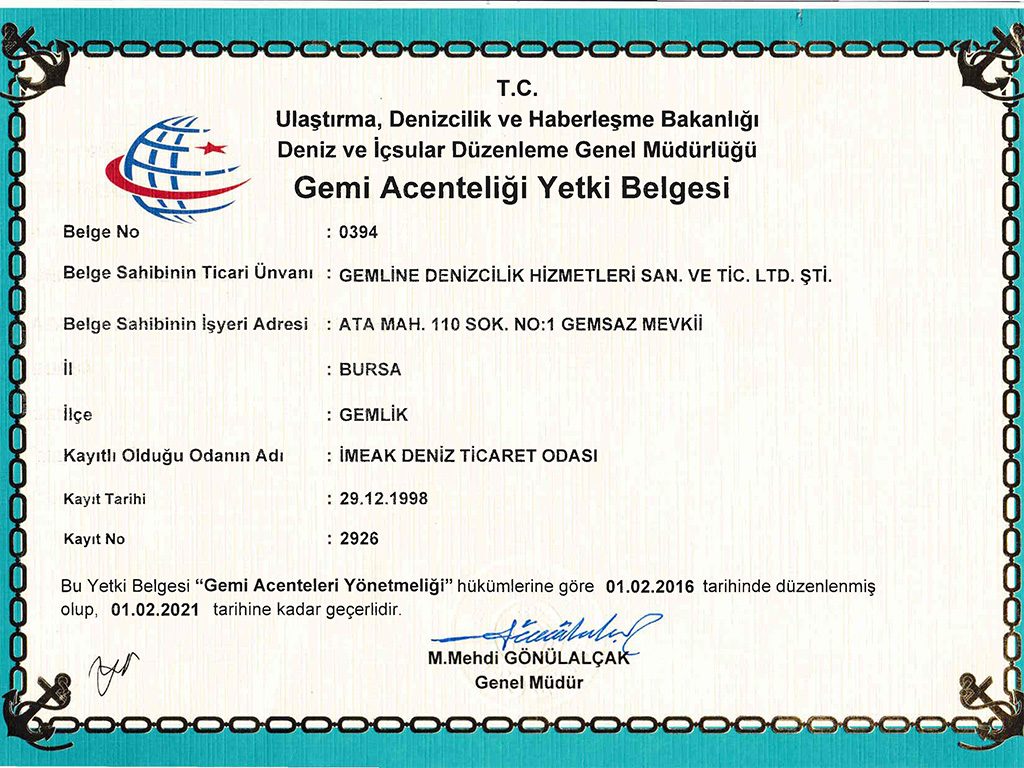 T.C.
Ulaştırma, Denizcilik ve Haberleşme Bakanlığı
Deniz ve İçsular Düzenleme Genel Müdürlüğü
Gemi Acenteliği Yetki Belgesi
Belge No : 0394
Belge Sahibinin Ticari Ünvanı : GEMLİNE DENİZCİLİK HİZMETLERİ SAN. VE TİC. LTD. ŞTİ.
Belge Sahibinin İşyeri Adresi : ATA MAH. 110 SOK. NO:1 GEMSAZ MEVKİİ
İl : BURSA
İlçe : GEMLİK
Kayıtlı Olduğu Odanın Adı : İMEAK DENİZ TİCARET ODASI
Kayıt Tarihi : 29.12.1998
Kayıt No : 2926
Bu Yetki Belgesi “Gemi Acenteleri Yönetmeliği” hükümlerine göre 01.02.2016 tarihinde düzenlenmiş
olup, 01.02.2021 tarihine kadar geçerlidir.
M.Mehdi GÖNÜLALÇAK
Genel Müdür